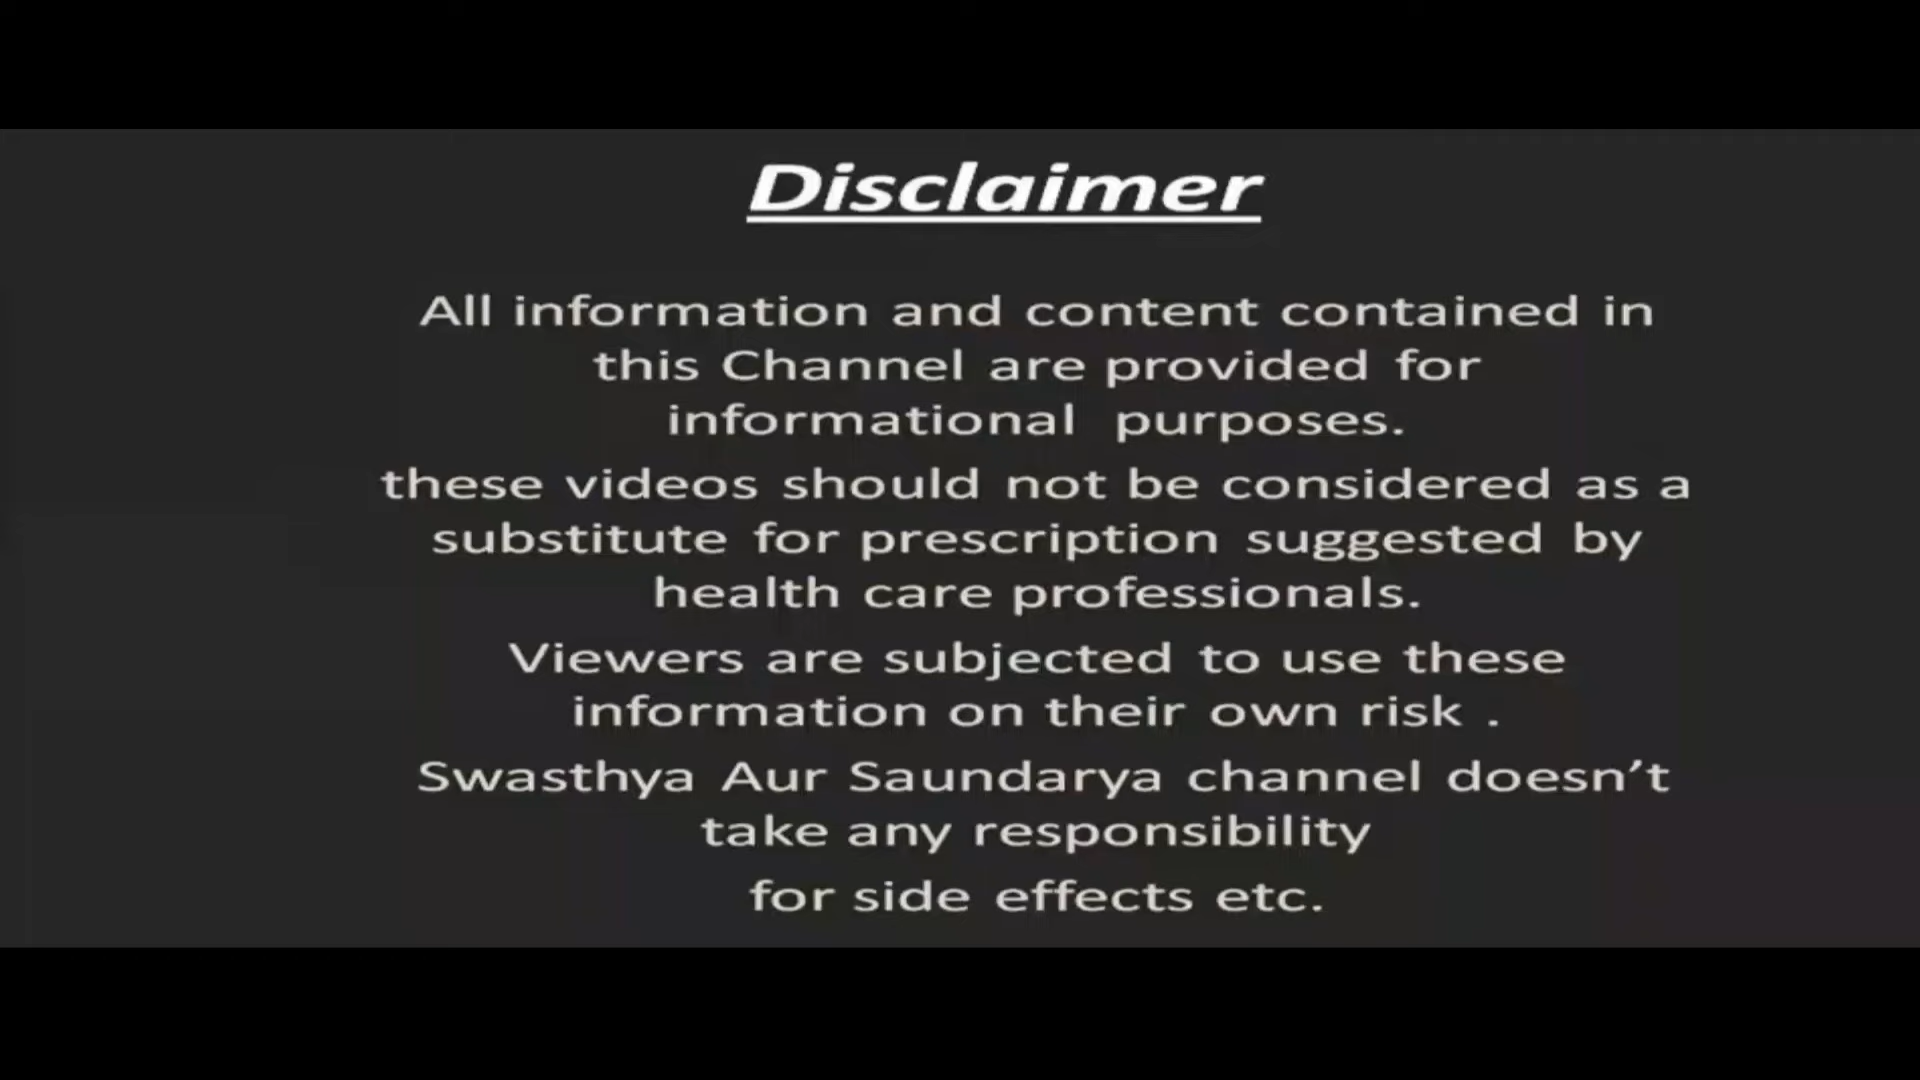 Disclaimer
All information and content contained in
this Channel are provided for
informational purposes.
these videos should not be considered as a
substitute for prescription suggested by
health care professionals.
Viewers are subjected to use these
information on their own risk .
Swasthya Aur Saundarya channel doesn’t
take any responsibility
for side effects etc.